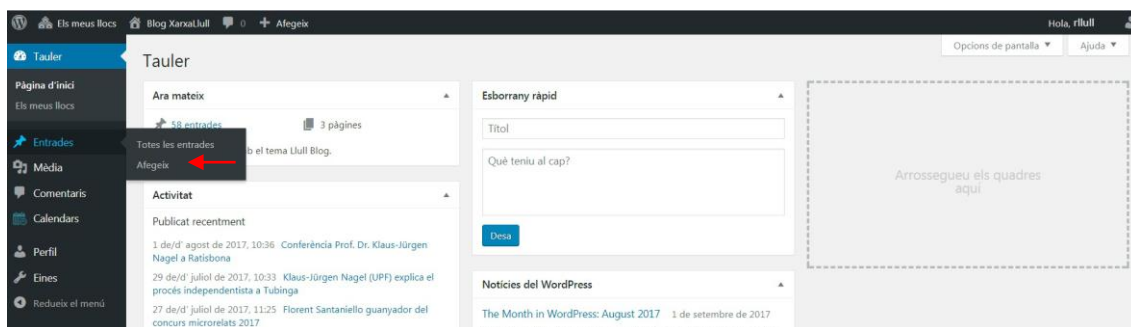 Els meus llocs Blog XarxaLlull 0 + Afegeix Hola, rllull
Opcions de pantalla ▼ Ajuda ▼
Tauler
Pàgina d'inici
Els meus llocs
Entrades
Mèdia
Comentaris
Calendars
Perfil
Eines
Redueix el menú
Totes les entrades
Afegeix
Tauler
Ara mateix
58 entrades 3 pàgines
b el tema Llull Blog.
Activitat
Publicat recentment
1 de/d' agost de 2017, 10:36 Conferència Prof. Dr. Klaus-Jürgen
Nagel a Ratisbona
29 de/d' juliol de 2017, 10:33 Klaus-Jürgen Nagel (UPF) explica el
procés independentista a Tubinga
27 de/d' juliol de 2017, 11:25 Florent Santaniello guanyador del
concurs microrelats 2017
Esborrany ràpid
Títol
Què teniu al cap?
Desa
Notícies del WordPress
The Month in WordPress: August 2017 1 de setembre de 2017
Arrossegueu els quadres
aquí